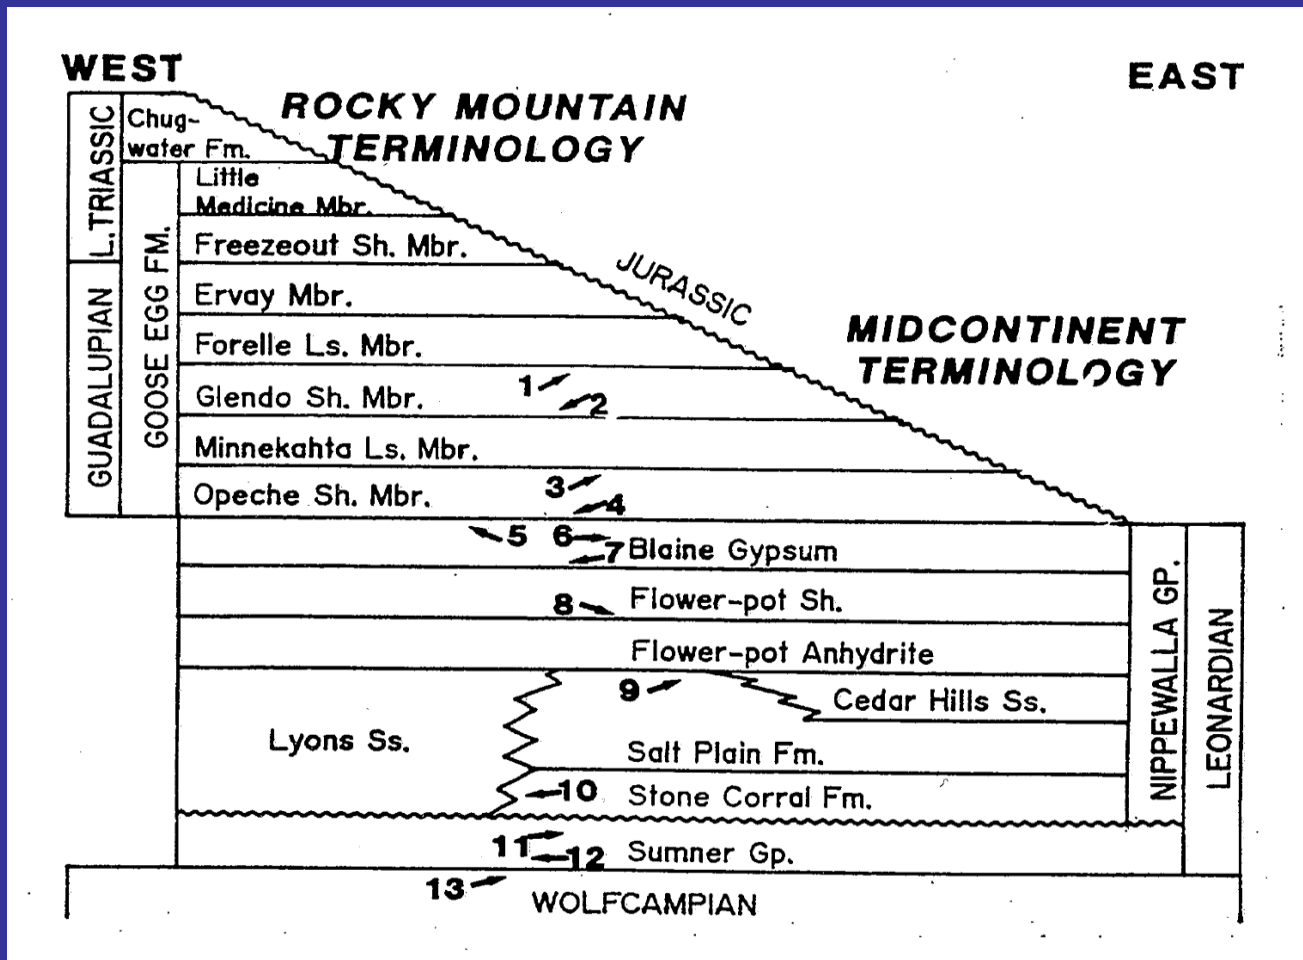 WEST
EAST
ROCKY MOUNTAIN
TERMINOLOGY
MIDCONTINENT
TERMINOLOGY
L.TRIASSIC
GUADALUPIAN
Chug-
water Fm.
GOOSE EGG FM.
Little
Medicine Mbr.
Freezeout Sh. Mbr.
Ervay Mbr.
Forelle Ls. Mbr.
Glendo Sh. Mbr.
Minnekahta Ls. Mbr.
Opeche Sh. Mbr.
JURASSIC
1
2
3
4
5
6
7
Blaine Gypsum
8
Flower-pot Sh.
Flower-pot Anhydrite
9
Cedar Hills Ss.
Lyons Ss.
Salt Plain Fm.
10
Stone Corral Fm.
11
12
Sumner Gp.
13
WOLFCAMPIAN
NIPPEWALLA GP.
LEONARDIAN